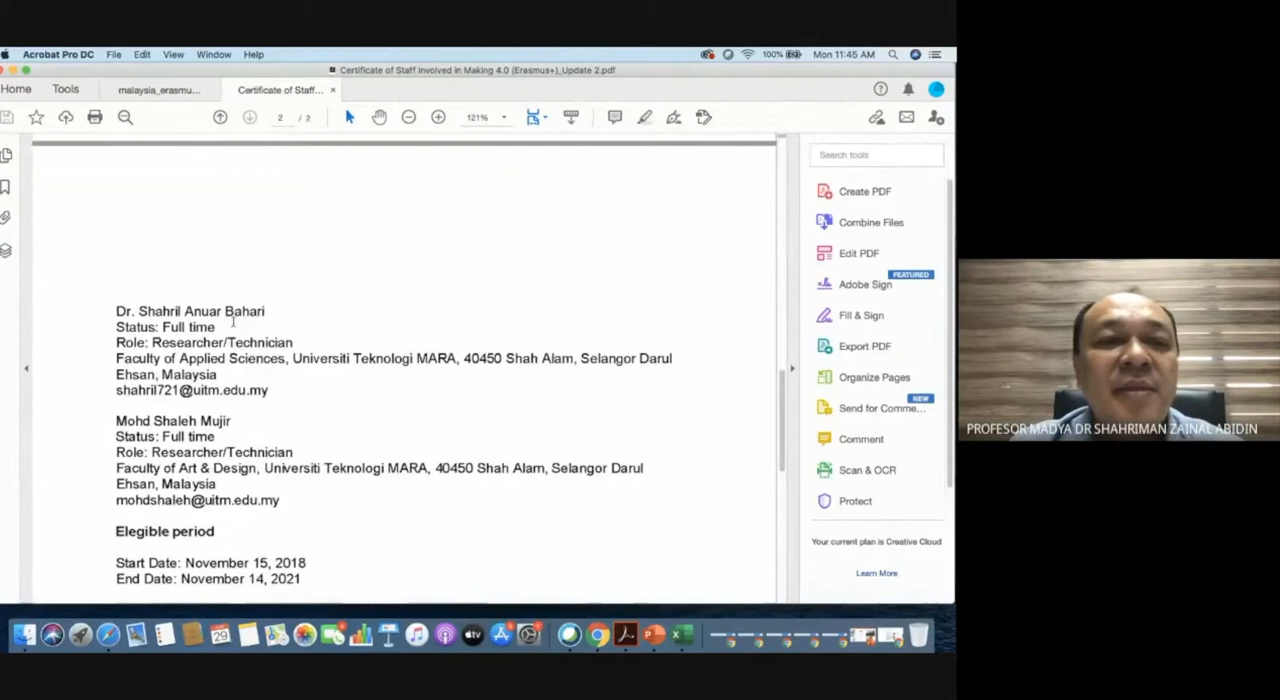 Acrobat Pro DC File Edit View Window Help 100% Mon 11:45 AM
Certificate of Staff Involved in Making 4.0 (Erasmus+)_Update 2.pdf
Home Tools malaysia_erasmu... Certificate of Staff... ×
2 / 2 121%
Search tools
Create PDF
Combine Files
Edit PDF
FEATURED
Adobe Sign
Fill & Sign
Export PDF
Organize Pages
NEW
Send for Comme...
Comment
Scan & OCR
Protect
Your current plan is Creative Cloud
Learn More
Dr. Shahril Anuar Bahari
Status: Full time
Role: Researcher/Technician
Faculty of Applied Sciences, Universiti Teknologi MARA, 40450 Shah Alam, Selangor Darul
Ehsan, Malaysia
shahril721@uitm.edu.my
Mohd Shaleh Mujir
Status: Full time
Role: Researcher/Technician
Faculty of Art & Design, Universiti Teknologi MARA, 40450 Shah Alam, Selangor Darul
Ehsan, Malaysia
mohdshaleh@uitm.edu.my
Elegible period
Start Date: November 15, 2018
End Date: November 14, 2021
PROFESOR MADYA DR SHAHRIMAN ZAINAL ABIDIN
29
tv